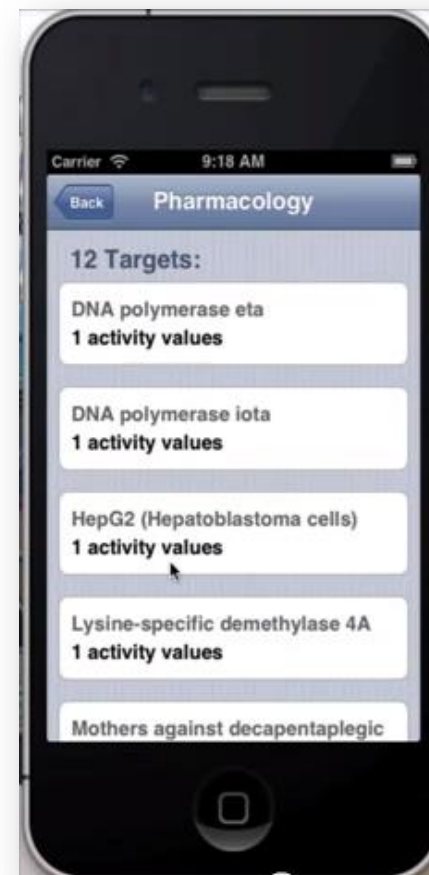 Carrier 9:18 AM
Back Pharmacology
12 Targets:
DNA polymerase eta
1 activity values
DNA polymerase iota
1 activity values
HepG2 (Hepatoblastoma cells)
1 activity values
Lysine-specific demethylase 4A
1 activity values
Mothers against decapentaplegic